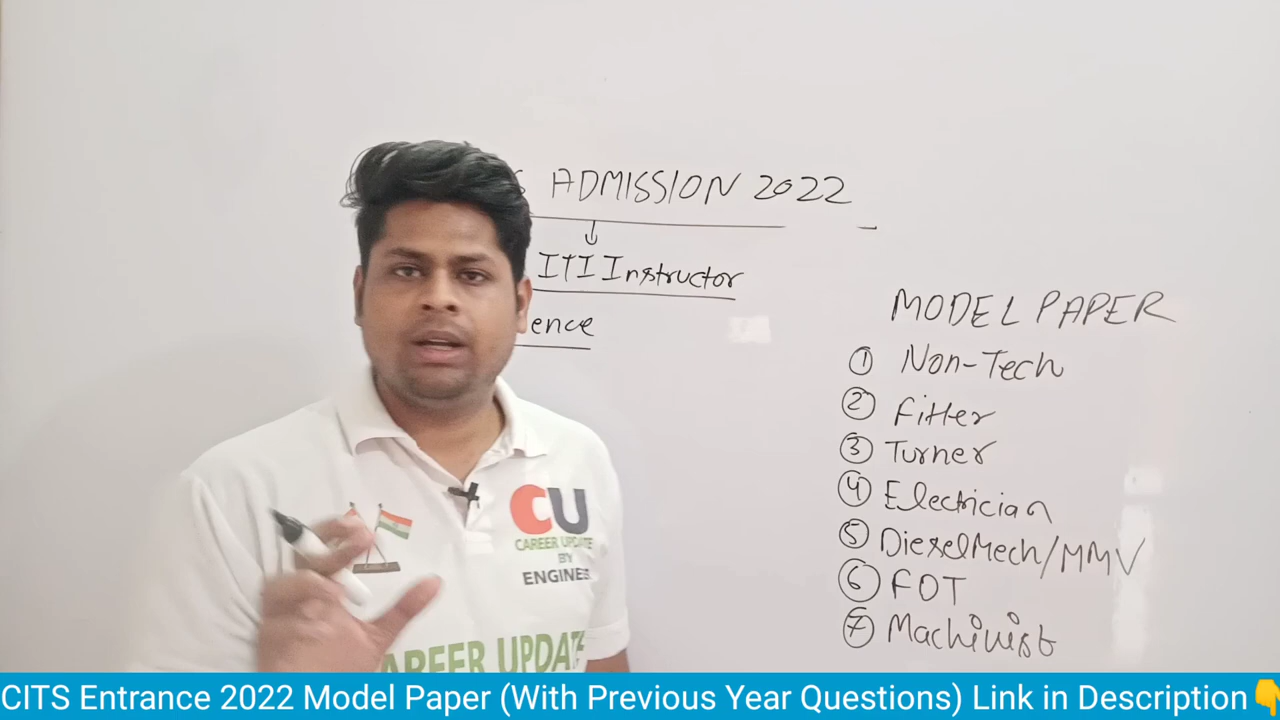 ADMISSION 2022
ITI Instructor
ence
MODEL PAPER
① Non-Tech
② Fitter
③ Turner
④ Electrician
⑤ DieselMech/MMV
⑥ FOT
⑦ Machinist
CU
CAREER UPDATE
BY
ENGINEE
CAREER UPDATE
CITS Entrance 2022 Model Paper (With Previous Year Questions) Link in Description👇